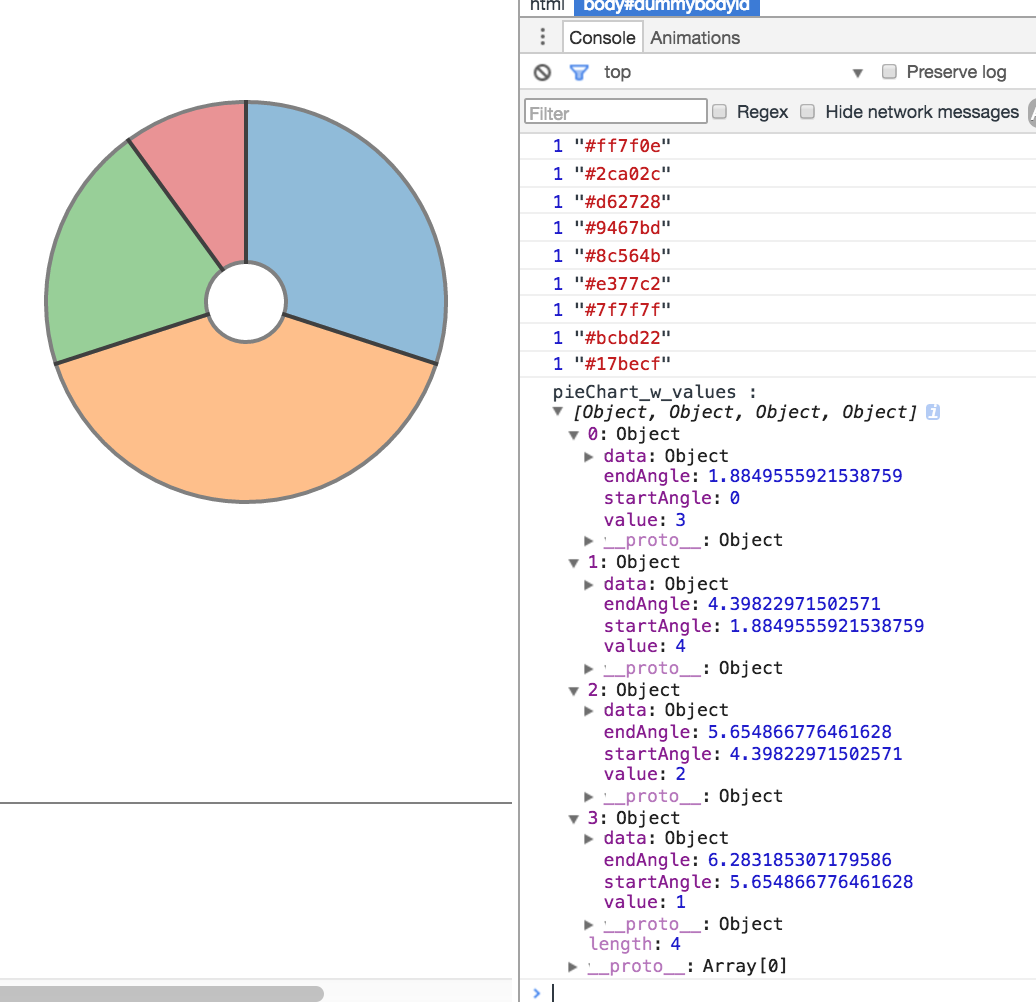 html body#dummybodyid
Console Animations
top Preserve log
Filter Regex Hide network messages
1 "#ff7f0e"
1 "#2ca02c"
1 "#d62728"
1 "#9467bd"
1 "#8c564b"
1 "#e377c2"
1 "#7f7f7f"
1 "#bcbd22"
1 "#17becf"
pieChart_w_values :
▼ [Object, Object, Object, Object] i
▼ 0: Object
▶ data: Object
endAngle: 1.8849555921538759
startAngle: 0
value: 3
▶ __proto__: Object
▼ 1: Object
▶ data: Object
endAngle: 4.39822971502571
startAngle: 1.8849555921538759
value: 4
▶ __proto__: Object
▼ 2: Object
▶ data: Object
endAngle: 5.654866776461628
startAngle: 4.39822971502571
value: 2
▶ __proto__: Object
▼ 3: Object
▶ data: Object
endAngle: 6.283185307179586
startAngle: 5.654866776461628
value: 1
▶ __proto__: Object
length: 4
▶ __proto__: Array[0]
>